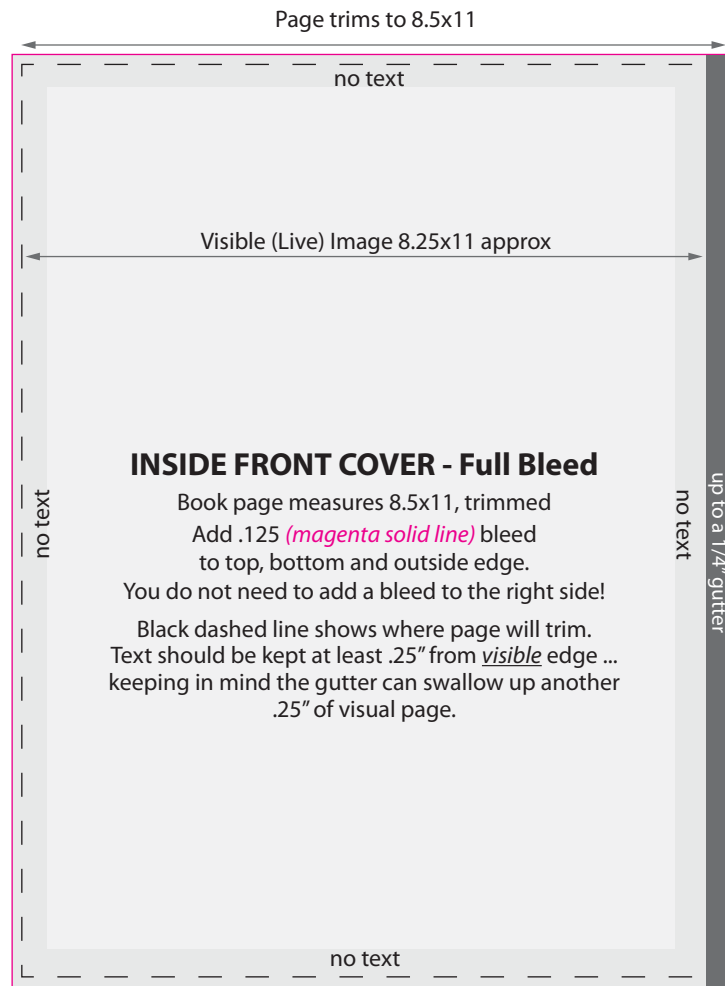 Page trims to 8.5x11
no text
Visible (Live) Image 8.25x11 approx
INSIDE FRONT COVER - Full Bleed
Book page measures 8.5x11, trimmed
Add .125 (magenta solid line) bleed
to top, bottom and outside edge.
You do not need to add a bleed to the right side!
Black dashed line shows where page will trim.
Text should be kept at least .25” from visible edge ...
keeping in mind the gutter can swallow up another
.25” of visual page.
no text
no text
up to a 1/4” gutter
no text